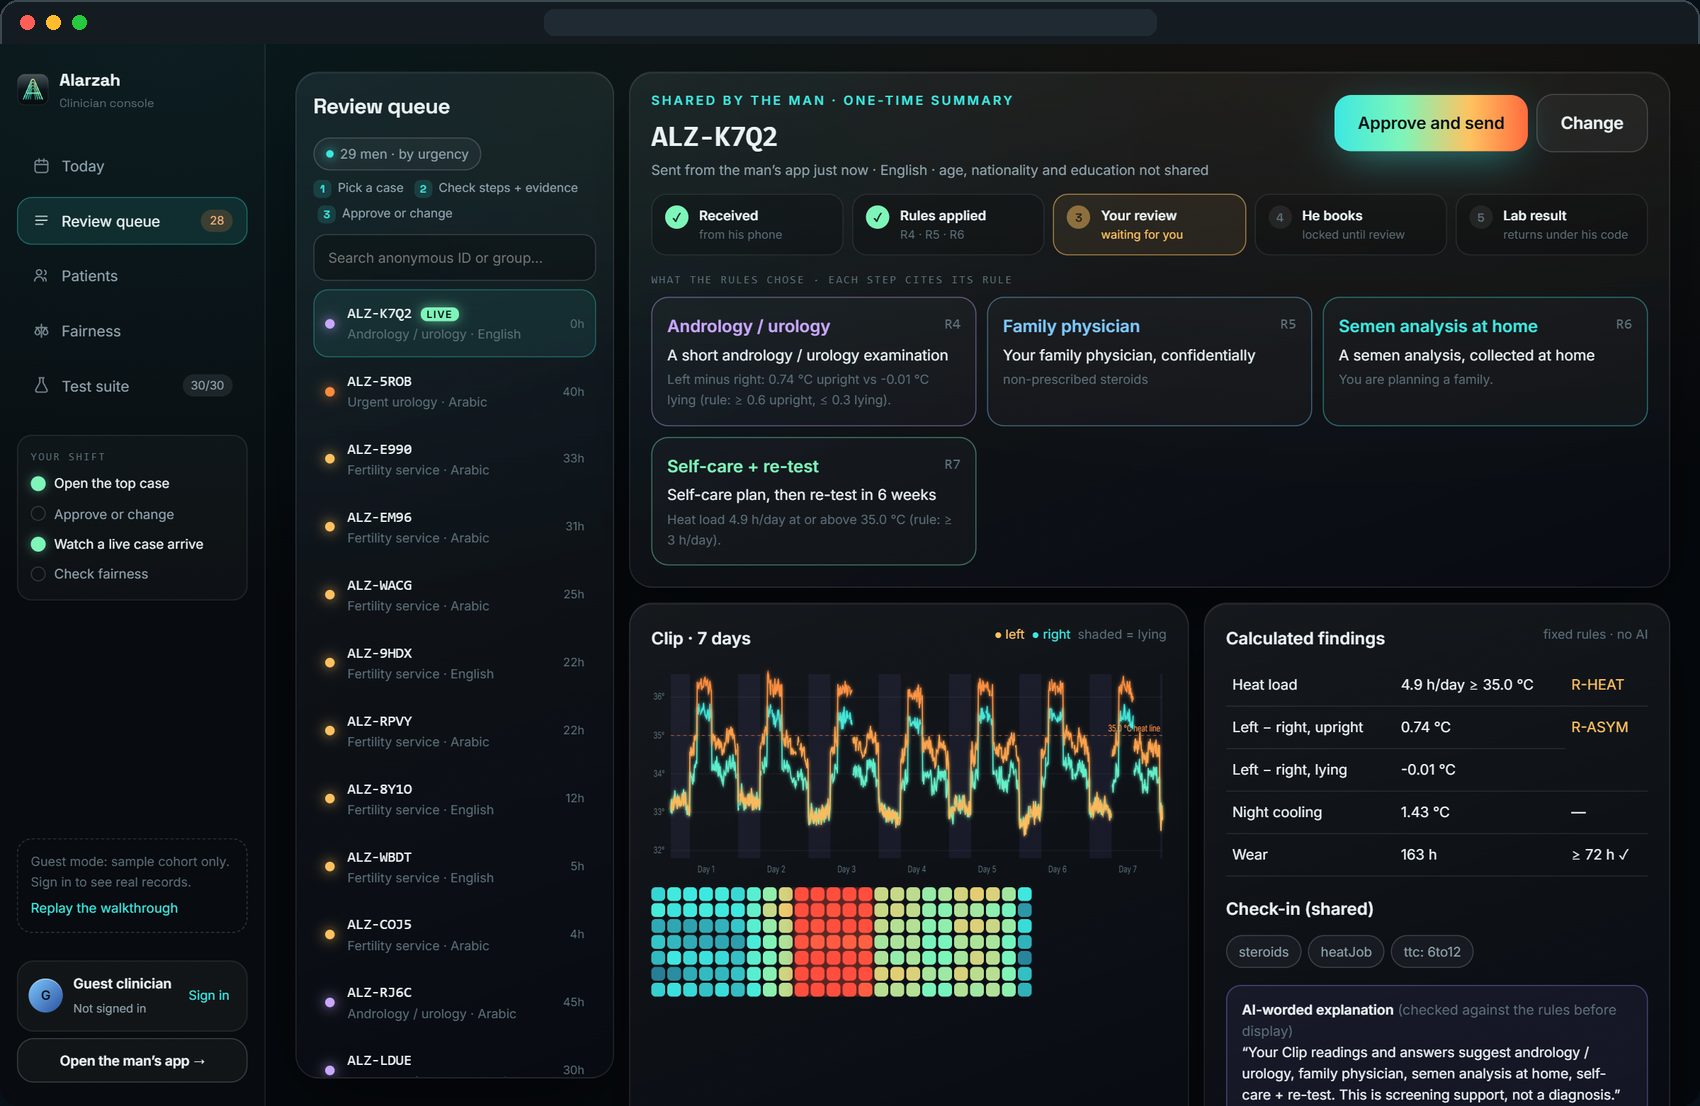 Alarzah
Clinician console
Today
Review queue 28
Patients
Fairness
Test suite 30/30
YOUR SHIFT
Open the top case
Approve or change
Watch a live case arrive
Check fairness
Guest mode: sample cohort only.
Sign in to see real records.
Replay the walkthrough
G
Guest clinician
Not signed in
Sign in
Open the man’s app →
Review queue
29 men · by urgency
1 Pick a case 2 Check steps + evidence
3 Approve or change
Search anonymous ID or group...
ALZ-K7Q2 LIVE
Andrology / urology · English
0h
ALZ-5ROB
Urgent urology · Arabic
40h
ALZ-E990
Fertility service · Arabic
33h
ALZ-EM96
Fertility service · Arabic
31h
ALZ-WACG
Fertility service · Arabic
25h
ALZ-9HDX
Fertility service · English
22h
ALZ-RPVY
Fertility service · Arabic
22h
ALZ-8Y1O
Fertility service · English
12h
ALZ-WBDT
Fertility service · English
5h
ALZ-COJ5
Fertility service · Arabic
4h
ALZ-RJ6C
Andrology / urology · Arabic
45h
ALZ-LDUE
30h
SHARED BY THE MAN · ONE-TIME SUMMARY
ALZ-K7Q2
Sent from the man’s app just now · English · age, nationality and education not shared
Approve and send
Change
Received
from his phone
Rules applied
R4 · R5 · R6
3 Your review
waiting for you
4 He books
locked until review
5 Lab result
returns under his code
WHAT THE RULES CHOSE · EACH STEP CITES ITS RULE
Andrology / urology R4
A short andrology / urology examination
Left minus right: 0.74 °C upright vs -0.01 °C
lying (rule: ≥ 0.6 upright, ≤ 0.3 lying).
Family physician R5
Your family physician, confidentially
non-prescribed steroids
Semen analysis at home R6
A semen analysis, collected at home
You are planning a family.
Self-care + re-test R7
Self-care plan, then re-test in 6 weeks
Heat load 4.9 h/day at or above 35.0 °C (rule: ≥
3 h/day).
Clip · 7 days
left right shaded = lying
36°
35°
34°
33°
32°
35.0 °C heat line
Day 1 Day 2 Day 3 Day 4 Day 5 Day 6 Day 7
Calculated findings
fixed rules · no AI
Heat load 4.9 h/day ≥ 35.0 °C R-HEAT
Left − right, upright 0.74 °C R-ASYM
Left − right, lying -0.01 °C
Night cooling 1.43 °C —
Wear 163 h ≥ 72 h ✓
Check-in (shared)
steroids heatJob ttc: 6to12
AI-worded explanation (checked against the rules before
display)
“Your Clip readings and answers suggest andrology /
urology, family physician, semen analysis at home, self-
care + re-test. This is screening support, not a diagnosis.”